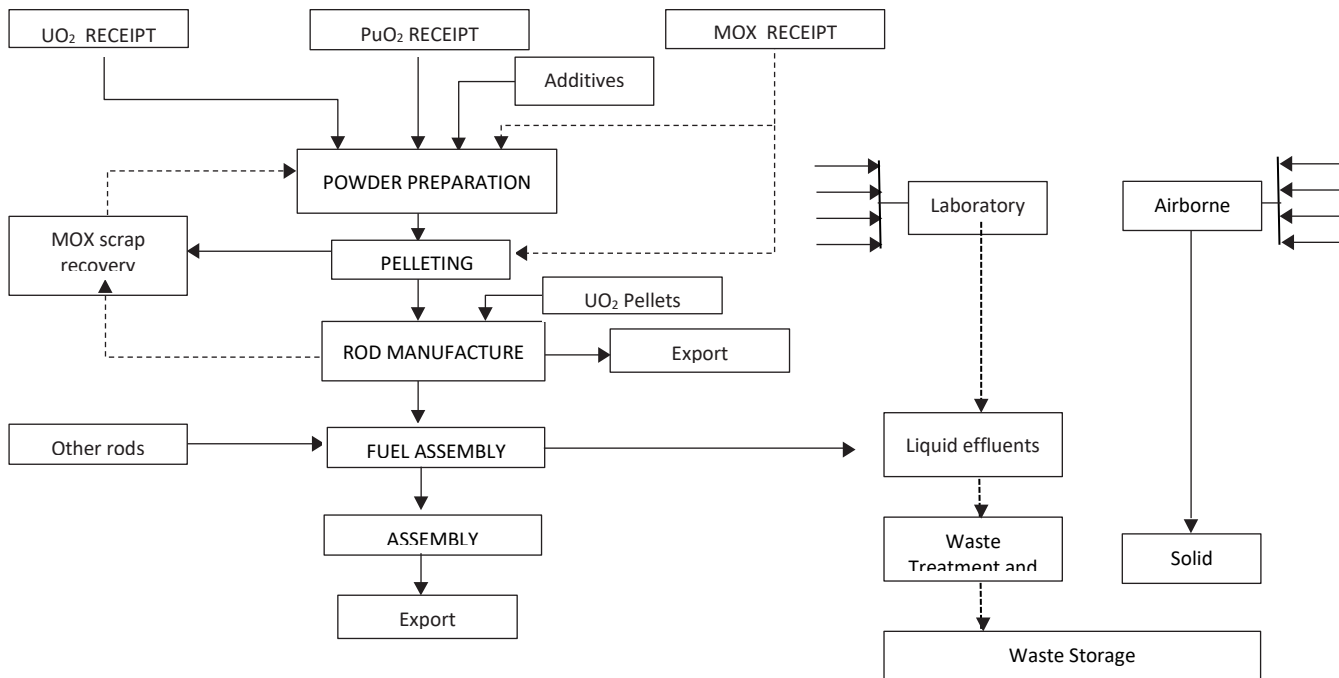 UO₂ RECEIPT
PuO₂ RECEIPT
MOX RECEIPT
Additives
POWDER PREPARATION
Laboratory
Airborne
MOX scrap
recovery
PELLETING
UO₂ Pellets
ROD MANUFACTURE
Export
Other rods
FUEL ASSEMBLY
Liquid effluents
ASSEMBLY
Waste
Treatment and
Solid
Export
Waste Storage